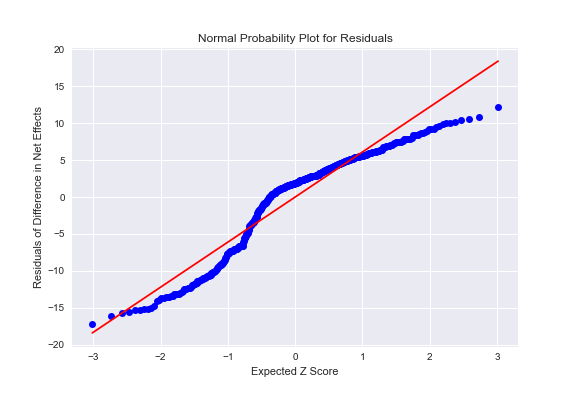 Normal Probability Plot for Residuals
20
15
10
5
0
−5
−10
−15
−20
Residuals of Difference in Net Effects
−3 −2 −1 0 1 2 3
Expected Z Score